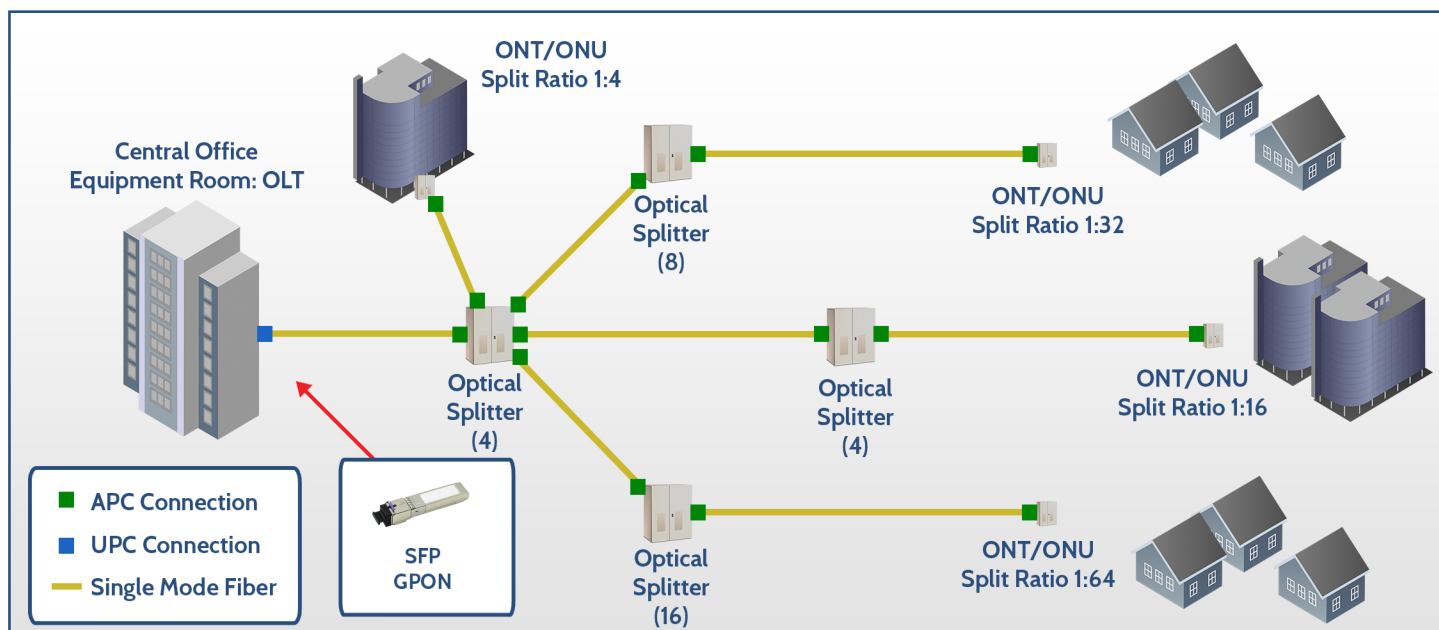 ONT/ONU
Split Ratio 1:4
Central Office
Equipment Room: OLT
Optical
Splitter
(8)
ONT/ONU
Split Ratio 1:32
Optical
Splitter
(4)
Optical
Splitter
(4)
ONT/ONU
Split Ratio 1:16
APC Connection
UPC Connection
Single Mode Fiber
SFP
GPON
Optical
Splitter
(16)
ONT/ONU
Split Ratio 1:64